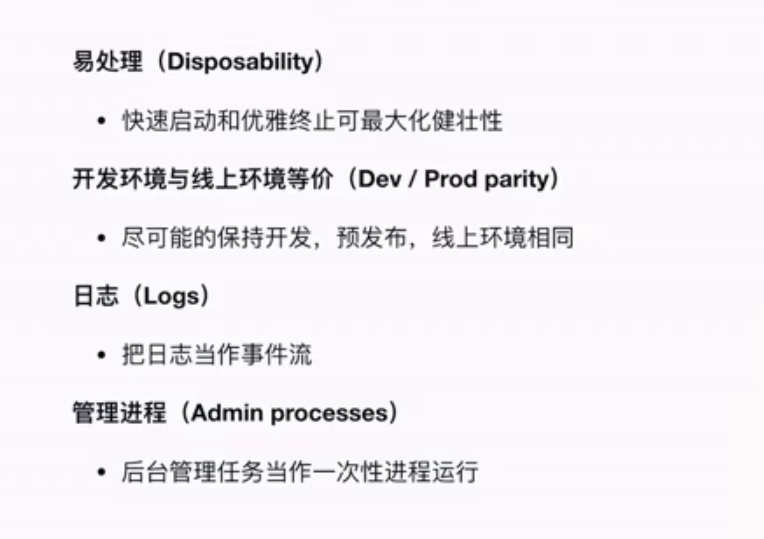 易处理（Disposability）
• 快速启动和优雅终止可最大化健壮性
开发环境与线上环境等价（Dev / Prod parity）
• 尽可能的保持开发，预发布，线上环境相同
日志（Logs）
• 把日志当作事件流
管理进程（Admin processes）
• 后台管理任务当作一次性进程运行